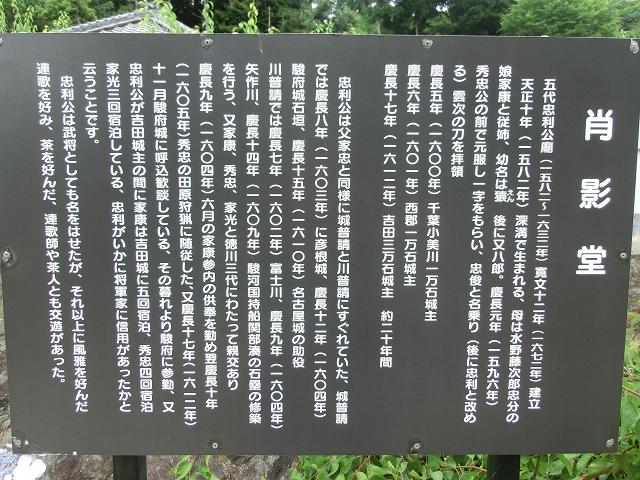 肖影堂
五代忠利公廟（一五八二～一六三二年）寛文十二年（一六七二年）建立
天正十年（一五八二年）深溝で生まれる、母は水野藤次郎忠分の
娘家康と従姉、幼名は猿 後に又八郎。慶長元年（一五九六年）
そん
秀忠公の前で元服し一字をもらい、忠俊と名乗り（後に忠利と改め
る）雲次の刀を拝領
慶長五年（一六〇〇年）千葉小美川一万石城主
慶長六年（一六〇一年）西郡一万石城主
慶長十七年（一六一二年）吉田三万石城主 約二十年間
忠利公は父家忠と同様に城普請と川普請にすぐれていた、城普請
では慶長八年（一六〇三年）に彦根城、慶長十二年（一六〇四年）
駿府城石垣、慶長十五年（一六一〇年）名古屋城の助役
川普請では慶長七年（一六〇二年）富士川、慶長九年（一六〇四年）
矢作川、慶長十四年（一六〇九年）駿河国持船関部湊の石塁の修築
を行う、又家康、秀忠、家光と徳川三代にわたって親交あり
慶長九年（一六〇四年）六月の家康参内の供奉を勤め翌慶長十年
（一六〇五年）秀忠の田原狩猟に随従した、又慶長十七年（一六一二年）
十一月駿府城に呼込歓談している、その暮れより駿府に参勤、又
忠利公が吉田城主の間に家康は吉田城に五回宿泊、秀忠四回宿泊
家光三回宿泊している、忠利がいかに将軍家に信用があったかと
云うことです。
忠利公は武将としても名をはせたが、それ以上に風雅を好んだ
連歌を好み、茶を好んだ、連歌師や茶人とも交遊があった。